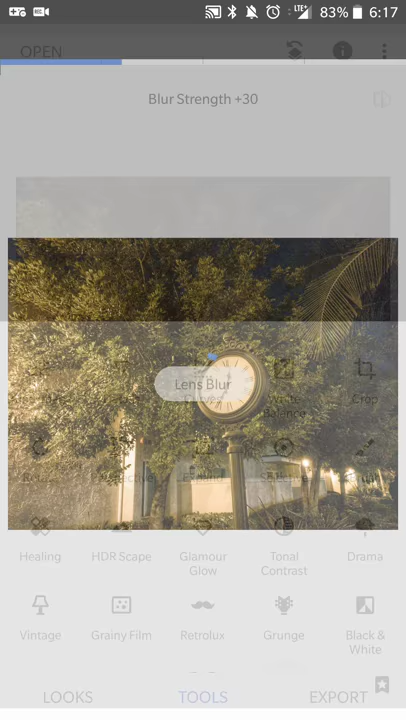 LTE+ 83% 6:17
OPEN
Blur Strength +30
Lens Blur
White Balance
Crop
Healing
HDR Scape
Glamour Glow
Tonal Contrast
Drama
Vintage
Grainy Film
Retrolux
Grunge
Black & White
LOOKS
TOOLS
EXPORT